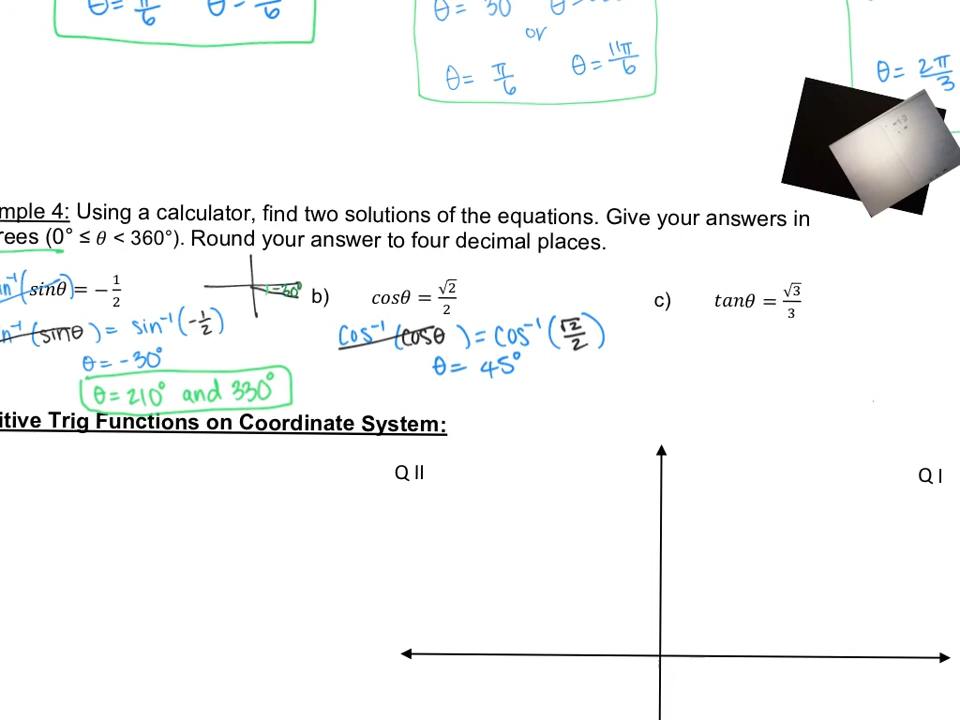 θ = π/6 θ = /6
θ = 30 θ =
or
θ = π/6 θ = 11π/6
θ = 2π/3
mple 4: Using a calculator, find two solutions of the equations. Give your answers in
rees (0° ≤ θ < 360°). Round your answer to four decimal places.
n⁻¹(sinθ) = −1/2 -30° b) cosθ = √2/2 c) tanθ = √3/3
n⁻¹(sinθ) = sin⁻¹(-1/2) cos⁻¹(cosθ) = cos⁻¹(√2/2)
θ = -30° θ = 45°
θ = 210° and 330°
itive Trig Functions on Coordinate System:
Q II Q I